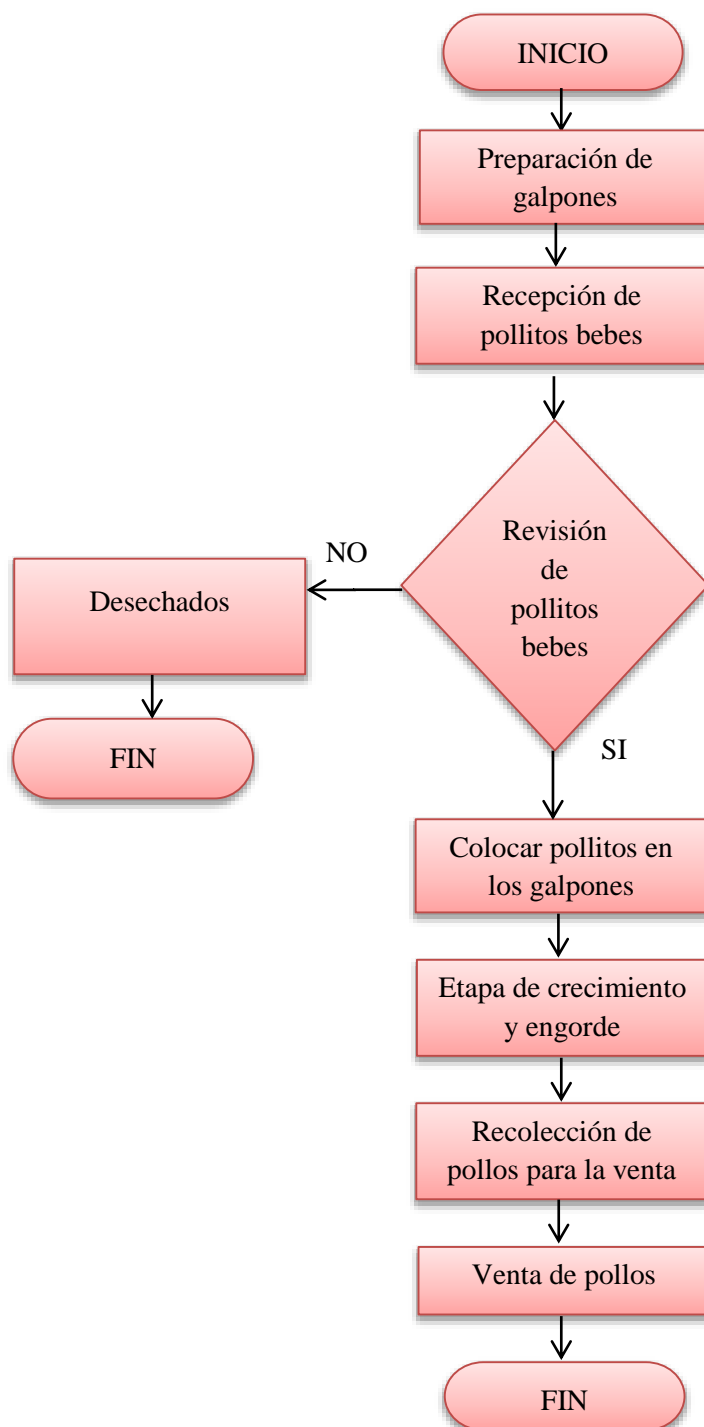 INICIO
Preparación de
galpones
Recepción de
pollitos bebes
Revisión
de
pollitos
bebes
NO
Desechados
FIN
SI
Colocar pollitos en
los galpones
Etapa de crecimiento
y engorde
Recolección de
pollos para la venta
Venta de pollos
FIN